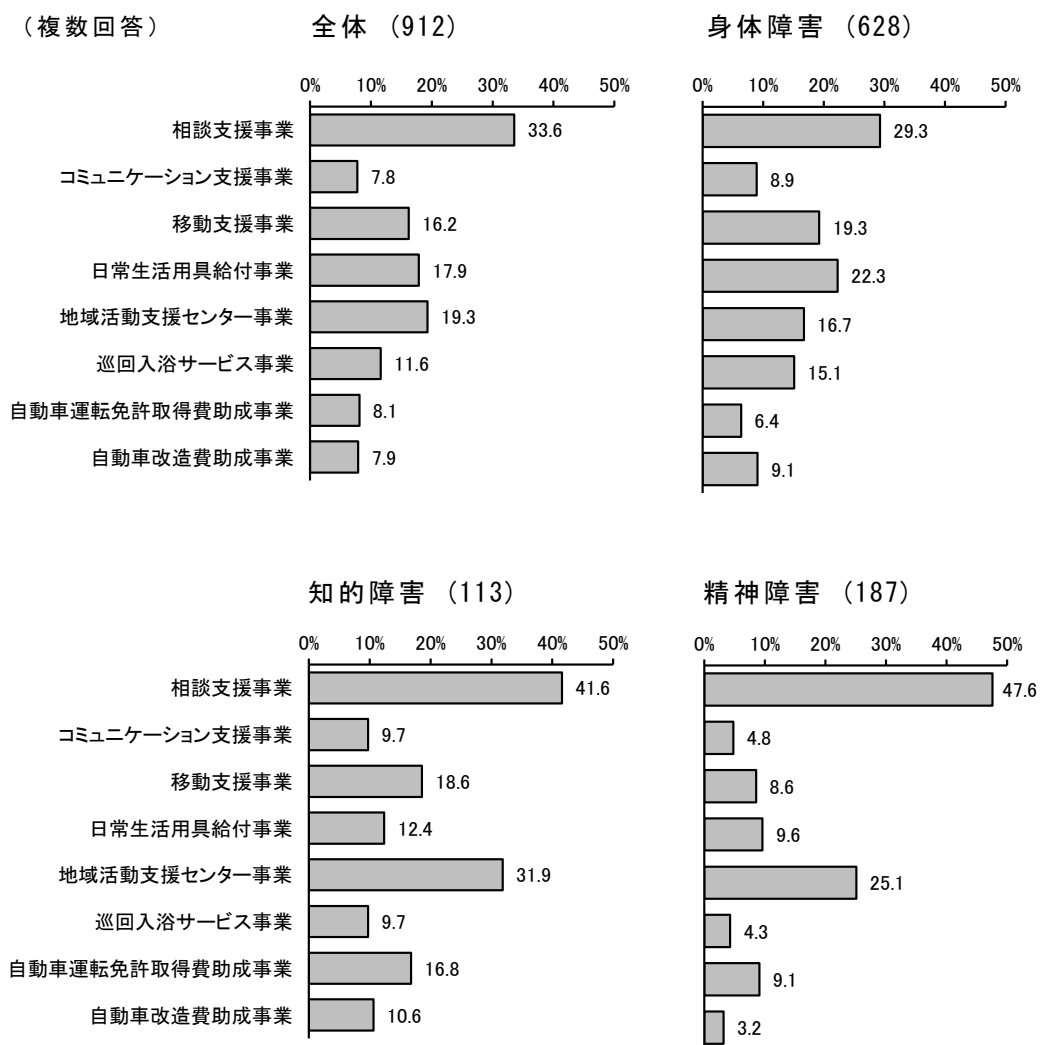 （複数回答）　全体 (912)　身体障害 (628)
0%　10%　20%　30%　40%　50%　0%　10%　20%　30%　40%　50%
相談支援事業　33.6　29.3
コミュニケーション支援事業　7.8　8.9
移動支援事業　16.2　19.3
日常生活用具給付事業　17.9　22.3
地域活動支援センター事業　19.3　16.7
巡回入浴サービス事業　11.6　15.1
自動車運転免許取得費助成事業　8.1　6.4
自動車改造費助成事業　7.9　9.1
知的障害 (113)　精神障害 (187)
0%　10%　20%　30%　40%　50%　0%　10%　20%　30%　40%　50%
相談支援事業　41.6　47.6
コミュニケーション支援事業　9.7　4.8
移動支援事業　18.6　8.6
日常生活用具給付事業　12.4　9.6
地域活動支援センター事業　31.9　25.1
巡回入浴サービス事業　9.7　4.3
自動車運転免許取得費助成事業　16.8　9.1
自動車改造費助成事業　10.6　3.2